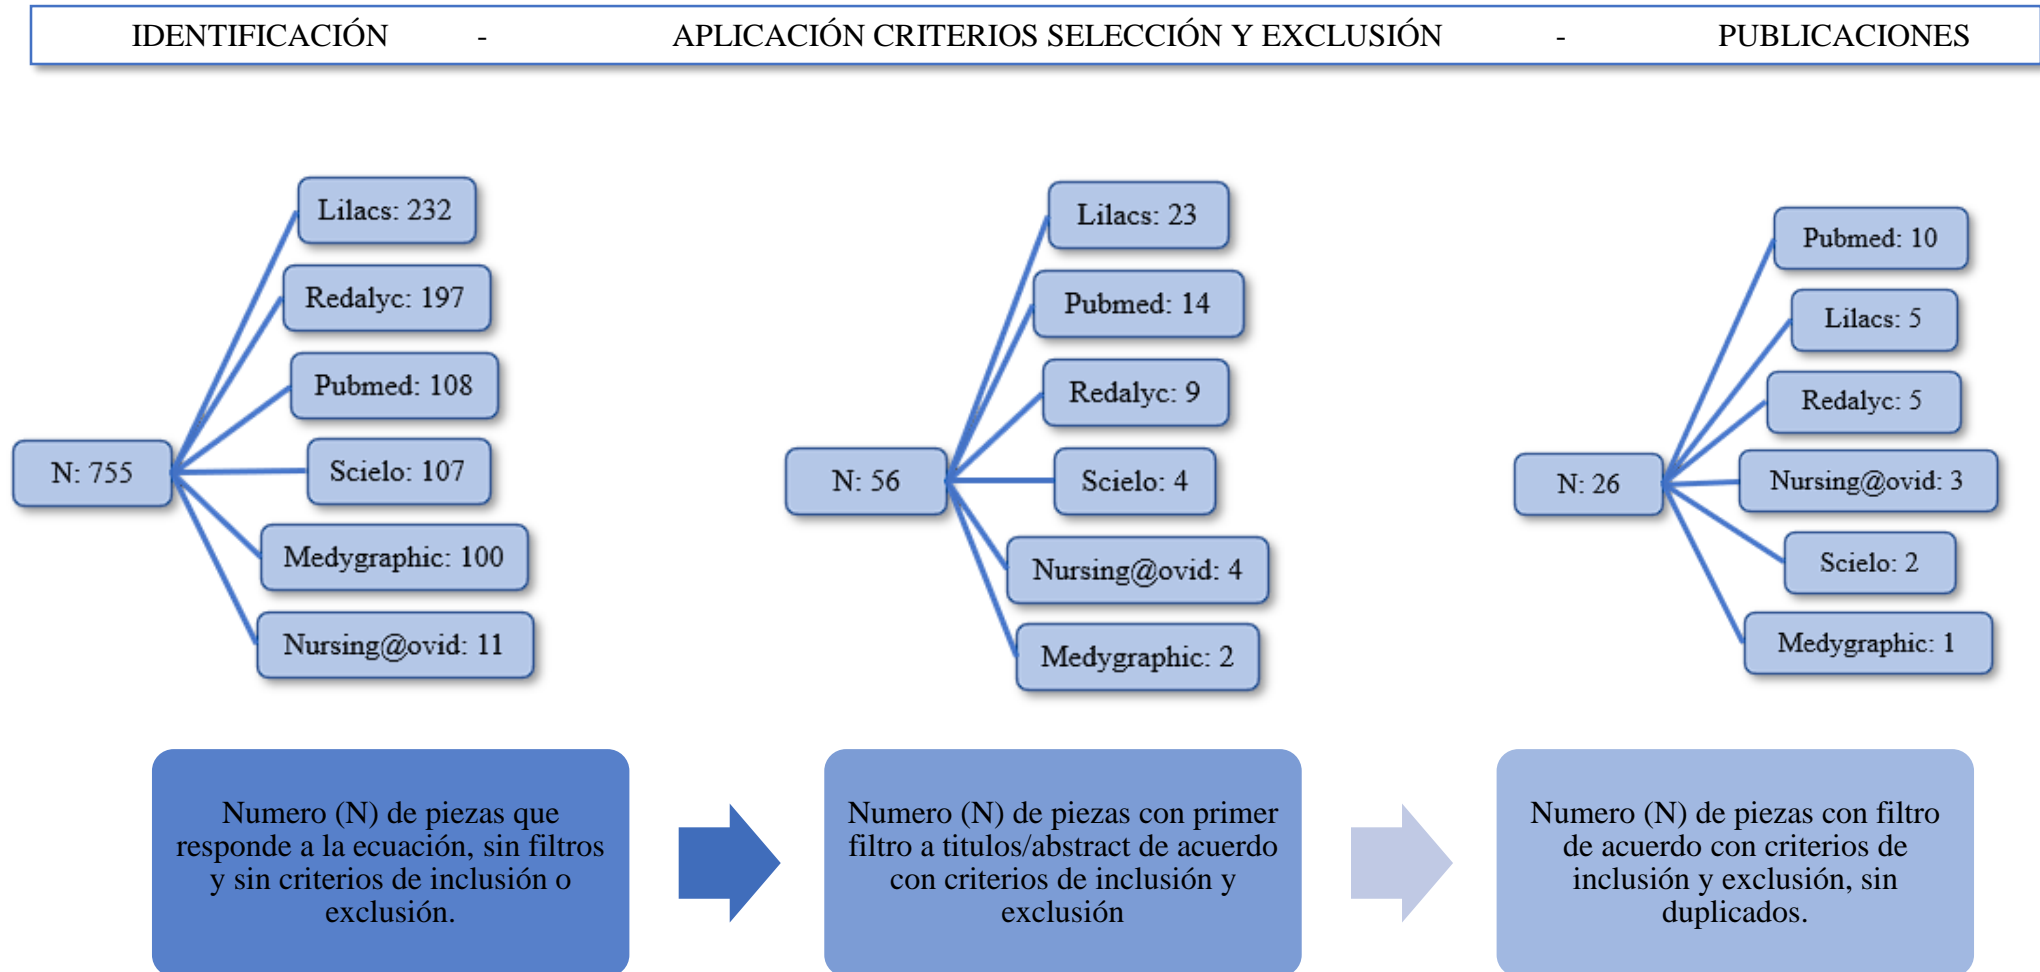 IDENTIFICACIÓN - APLICACIÓN CRITERIOS SELECCIÓN Y EXCLUSIÓN - PUBLICACIONES
N: 755
Lilacs: 232
Redalyc: 197
Pubmed: 108
Scielo: 107
Medygraphic: 100
Nursing@ovid: 11
N: 56
Lilacs: 23
Pubmed: 14
Redalyc: 9
Scielo: 4
Nursing@ovid: 4
Medygraphic: 2
N: 26
Pubmed: 10
Lilacs: 5
Redalyc: 5
Nursing@ovid: 3
Scielo: 2
Medygraphic: 1
Numero (N) de piezas que
responde a la ecuación, sin filtros
y sin criterios de inclusión o
exclusión.
Numero (N) de piezas con primer
filtro a titulos/abstract de acuerdo
con criterios de inclusión y
exclusión
Numero (N) de piezas con filtro
de acuerdo con criterios de
inclusión y exclusión, sin
duplicados.